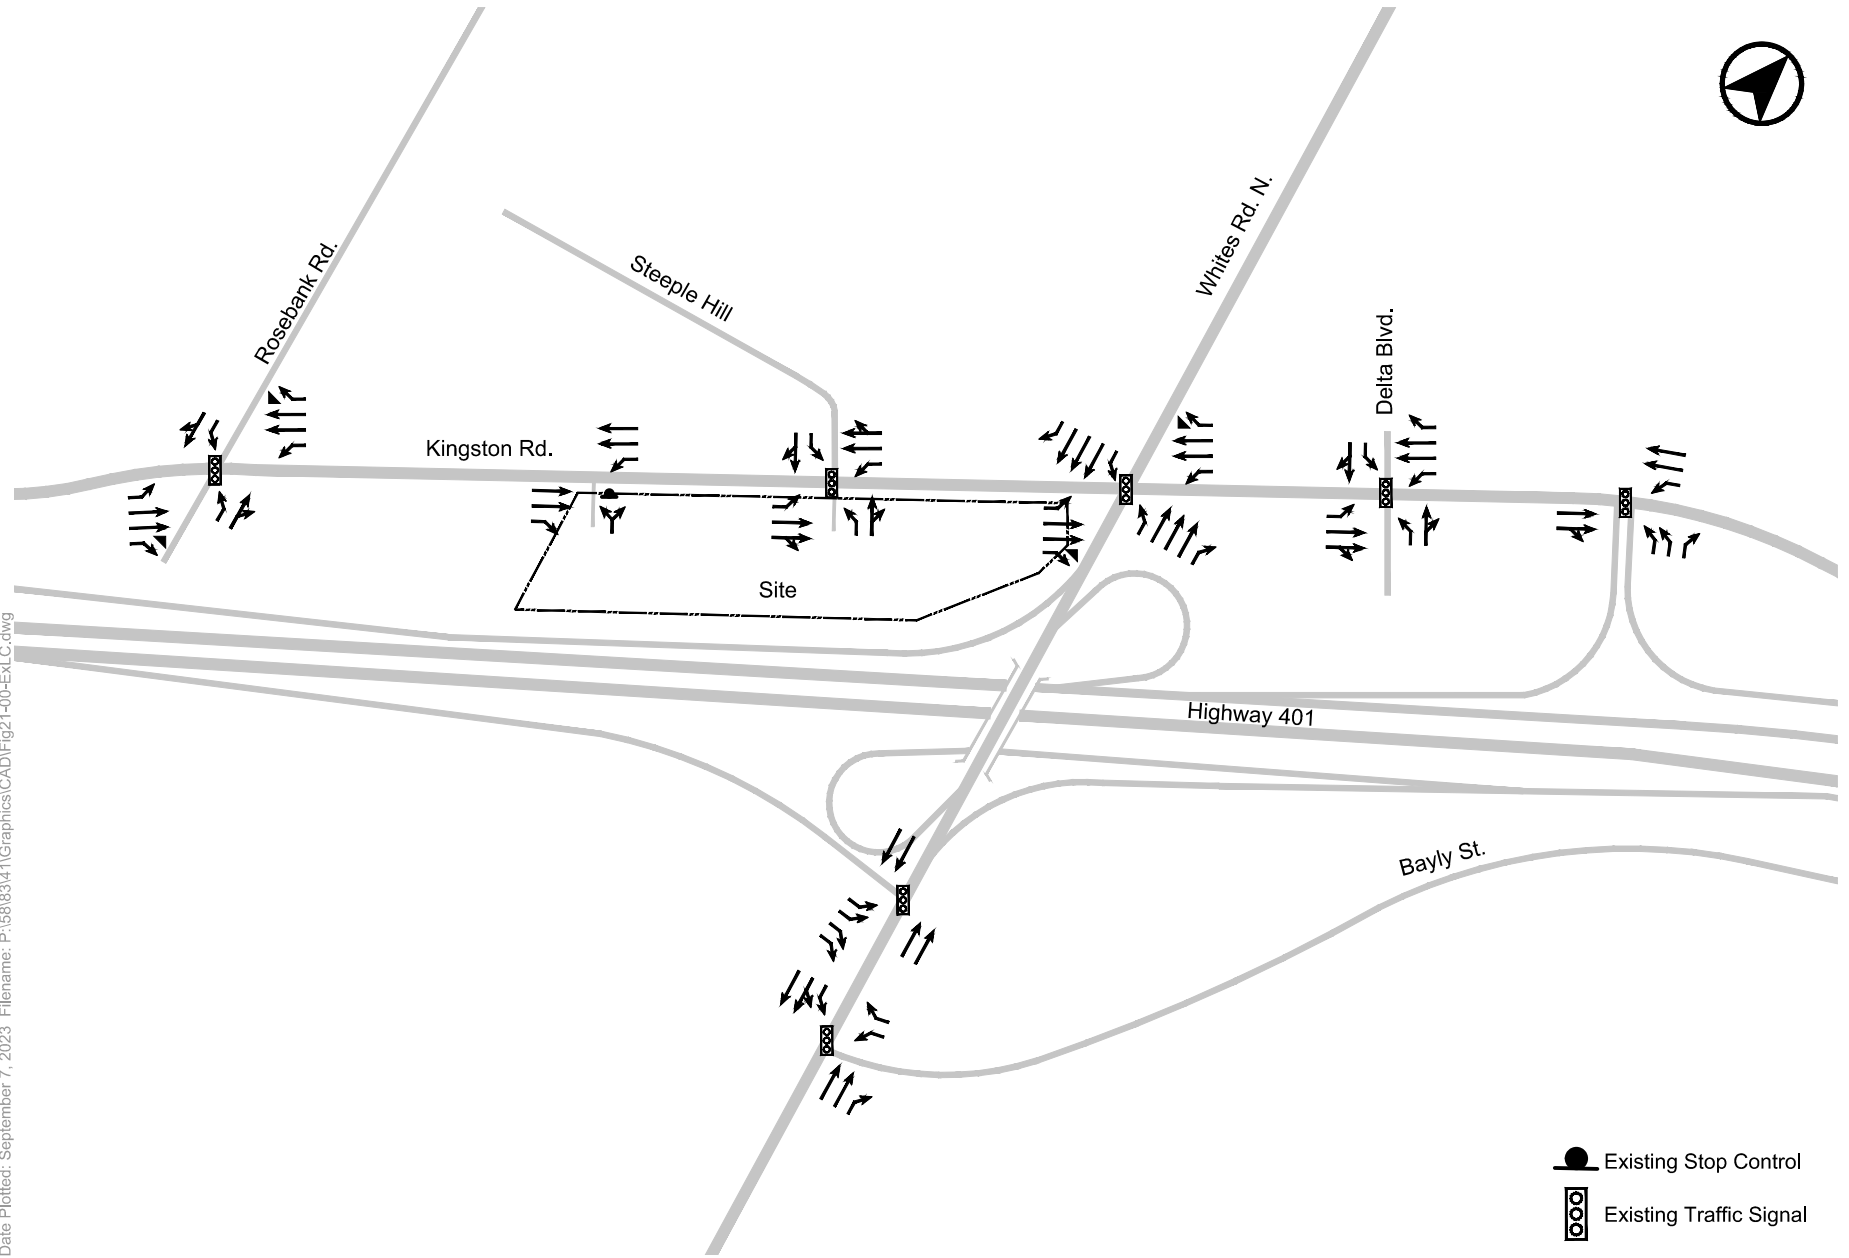 Whites Rd. N.
Rosebank Rd.
Steeple Hill
Delta Blvd.
Kingston Rd.
Site
Highway 401
Bayly St.
Existing Stop Control
Existing Traffic Signal
Date Plotted: September 7, 2023 Filename: P:\58\83\41\Graphics\CAD\Fig21-00-ExLC.dwg